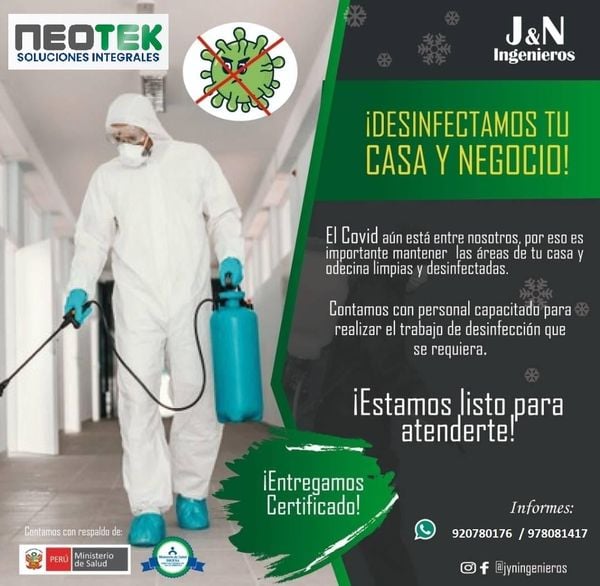 NEOTEK
SOLUCIONES INTEGRALES
J&N
Ingenieros
¡DESINFECTAMOS TU
CASA Y NEGOCIO!
El Covid aún está entre nosotros, por eso es
importante mantener las áreas de tu casa y
odecina limpias y desinfectadas.
Contamos con personal capacitado para
realizar el trabajo de desinfección que
se requiera.
¡Estamos listo para
atenderte!
¡Entregamos
Certificado!
Informes:
920780176 / 978081417
@jyningenieros
Contamos con respaldo de:
PERÚ
Ministerio
de Salud